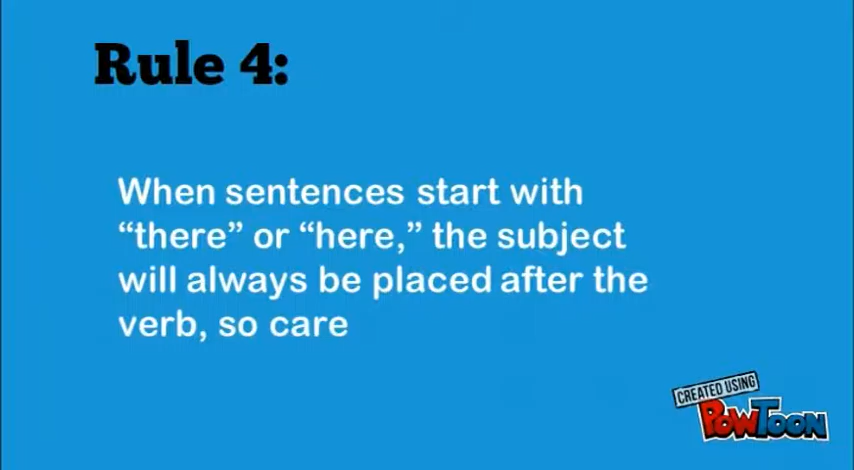 Rule 4:
When sentences start with
“there” or “here,” the subject
will always be placed after the
verb, so care
CREATED USING
POWTOON